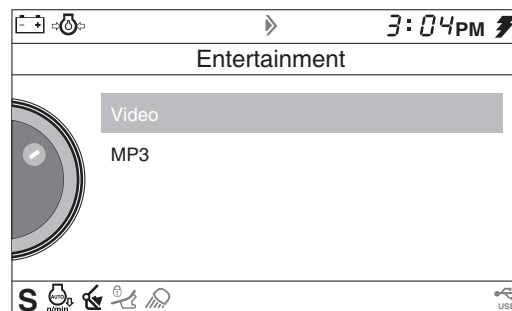 3:04PM
Entertainment
Video
MP3
S AUTO n/min
USB